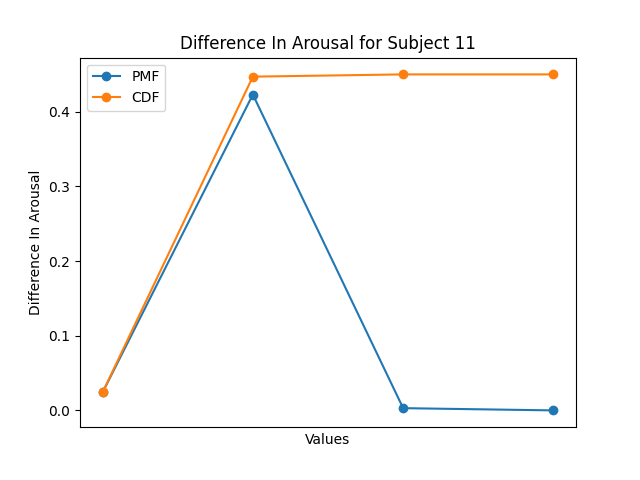 Difference In Arousal for Subject 11
PMF
CDF
0.4
0.3
0.2
0.1
0.0
Difference In Arousal
Values